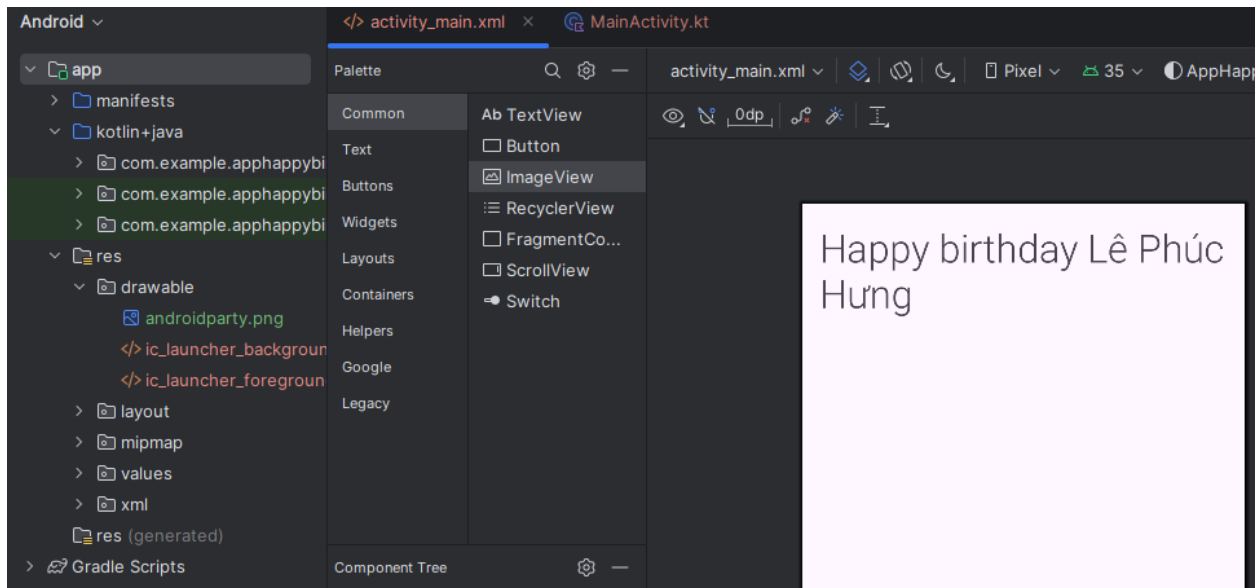 Android
activity_main.xml
MainActivity.kt
app
manifests
kotlin+java
com.example.apphappybi
com.example.apphappybi
com.example.apphappybi
res
drawable
androidparty.png
ic_launcher_backgroun
ic_launcher_foregroun
layout
mipmap
values
xml
res (generated)
Gradle Scripts
Palette
Common
Text
Buttons
Widgets
Layouts
Containers
Helpers
Google
Legacy
Ab TextView
Button
ImageView
RecyclerView
FragmentCo...
ScrollView
Switch
Component Tree
activity_main.xml
Pixel
35
AppHapp
0dp
Happy birthday Lê Phúc
Hưng